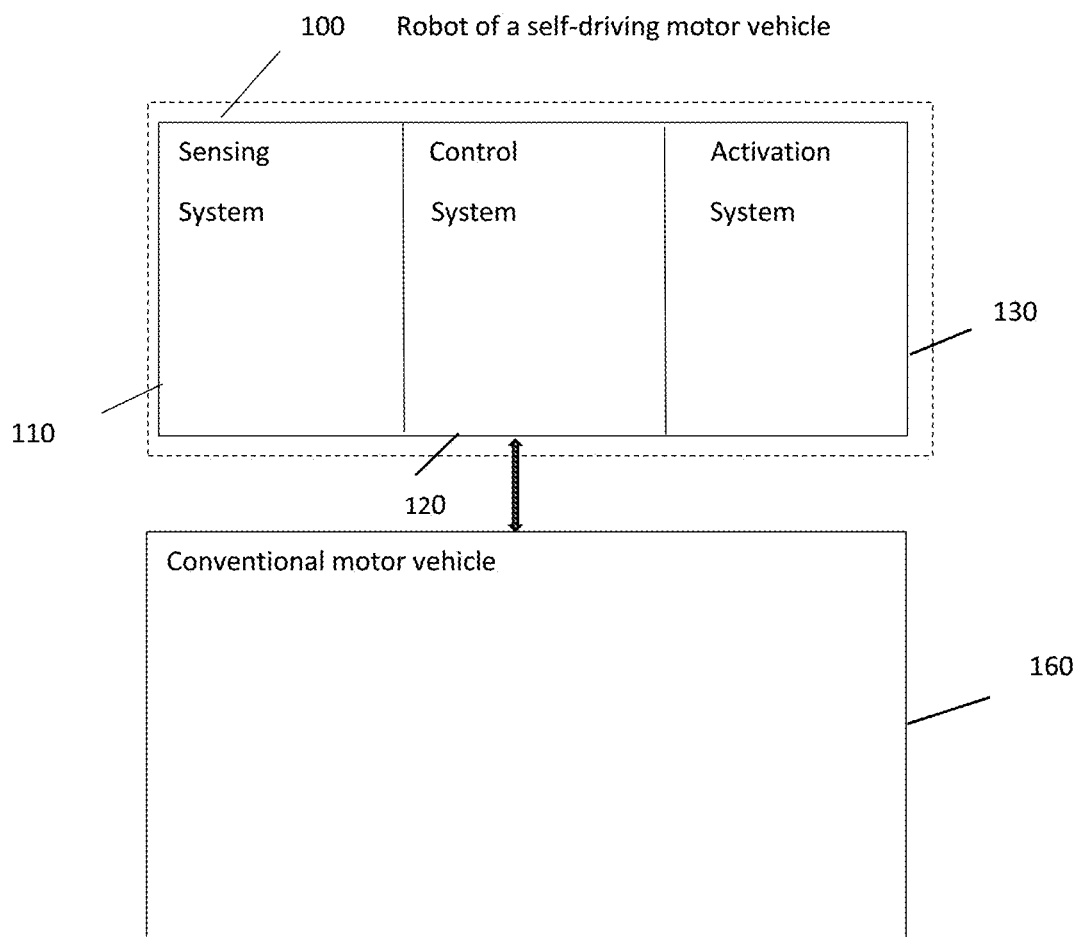 100 Robot of a self-driving motor vehicle
Sensing Control Activation
System System System
130
110
120
Conventional motor vehicle
160